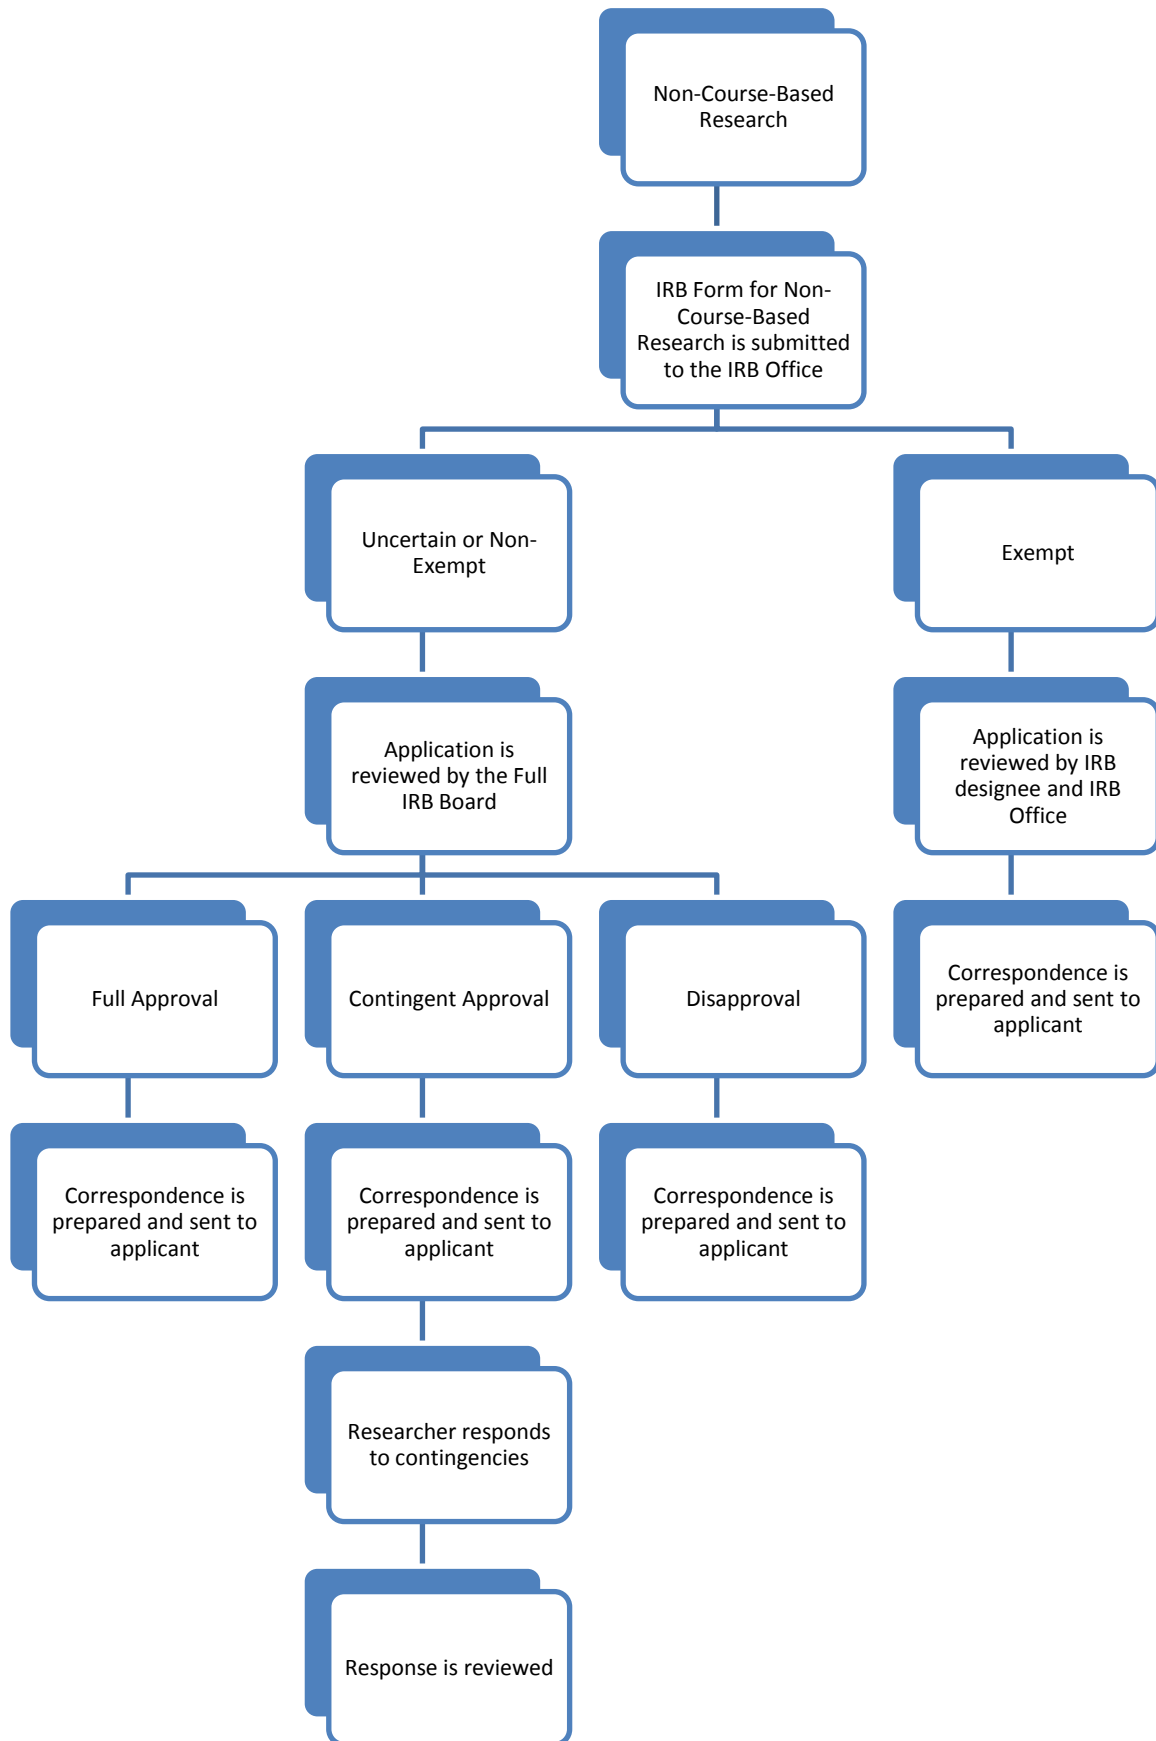 Non-Course-Based
Research
IRB Form for Non-
Course-Based
Research is submitted
to the IRB Office
Uncertain or Non-
Exempt
Exempt
Application is
reviewed by the Full
IRB Board
Application is
reviewed by IRB
designee and IRB
Office
Full Approval
Contingent Approval
Disapproval
Correspondence is
prepared and sent to
applicant
Correspondence is
prepared and sent to
applicant
Correspondence is
prepared and sent to
applicant
Correspondence is
prepared and sent to
applicant
Researcher responds
to contingencies
Response is reviewed